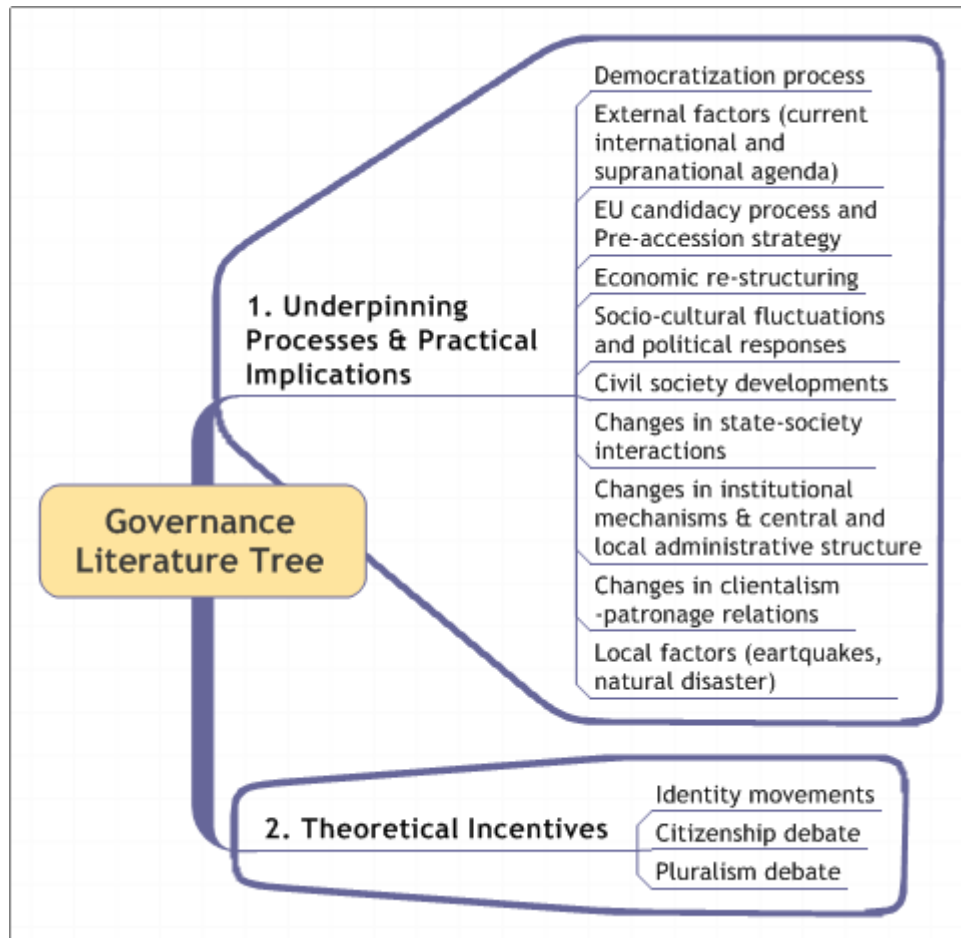 Democratization process
External factors (current
international and
supranational agenda)
EU candidacy process and
Pre-accession strategy
Economic re-structuring
1. Underpinning
Processes & Practical
Implications
Socio-cultural fluctuations
and political responses
Civil society developments
Changes in state-society
interactions
Changes in institutional
mechanisms & central and
local administrative structure
Changes in clientalism
-patronage relations
Local factors (eartquakes,
natural disaster)
Governance
Literature Tree
2. Theoretical Incentives
Identity movements
Citizenship debate
Pluralism debate